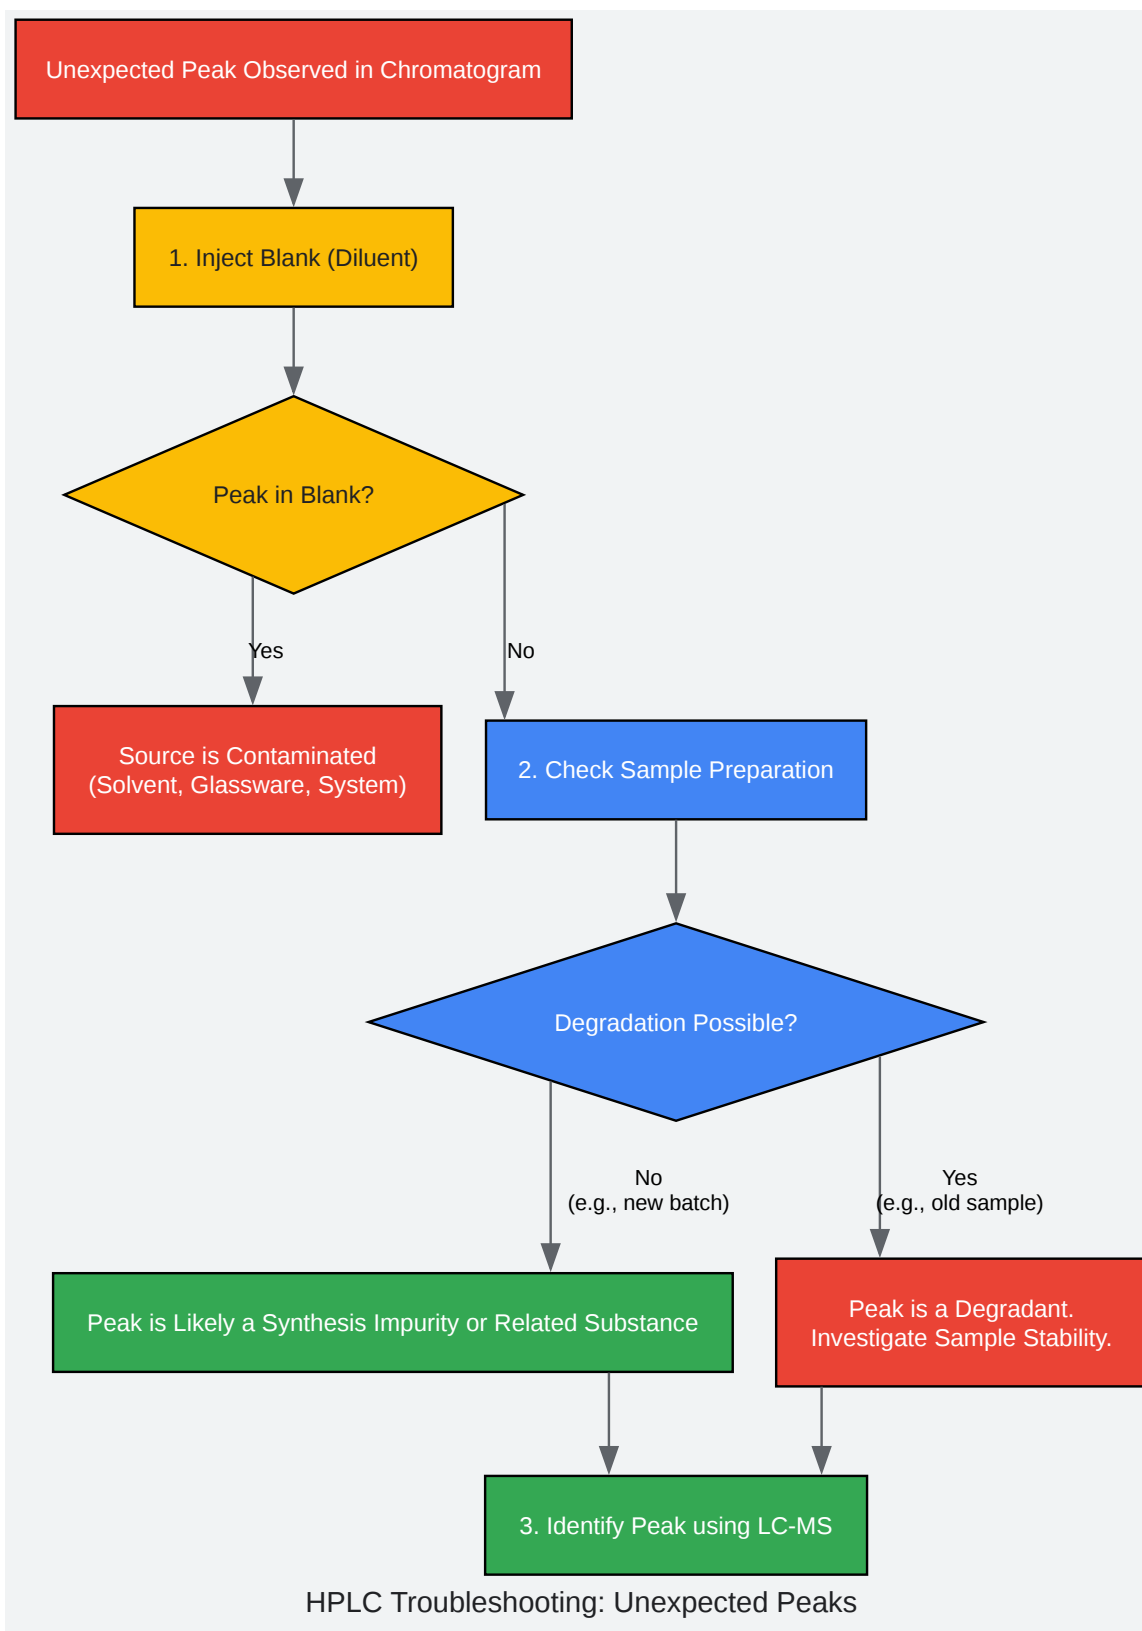 Unexpected Peak Observed in Chromatogram
1. Inject Blank (Diluent)
Peak in Blank?
Yes
No
Source is Contaminated
(Solvent, Glassware, System)
2. Check Sample Preparation
Degradation Possible?
No
(e.g., new batch)
Yes
(e.g., old sample)
Peak is Likely a Synthesis Impurity or Related Substance
Peak is a Degradant.
Investigate Sample Stability.
3. Identify Peak using LC-MS
HPLC Troubleshooting: Unexpected Peaks